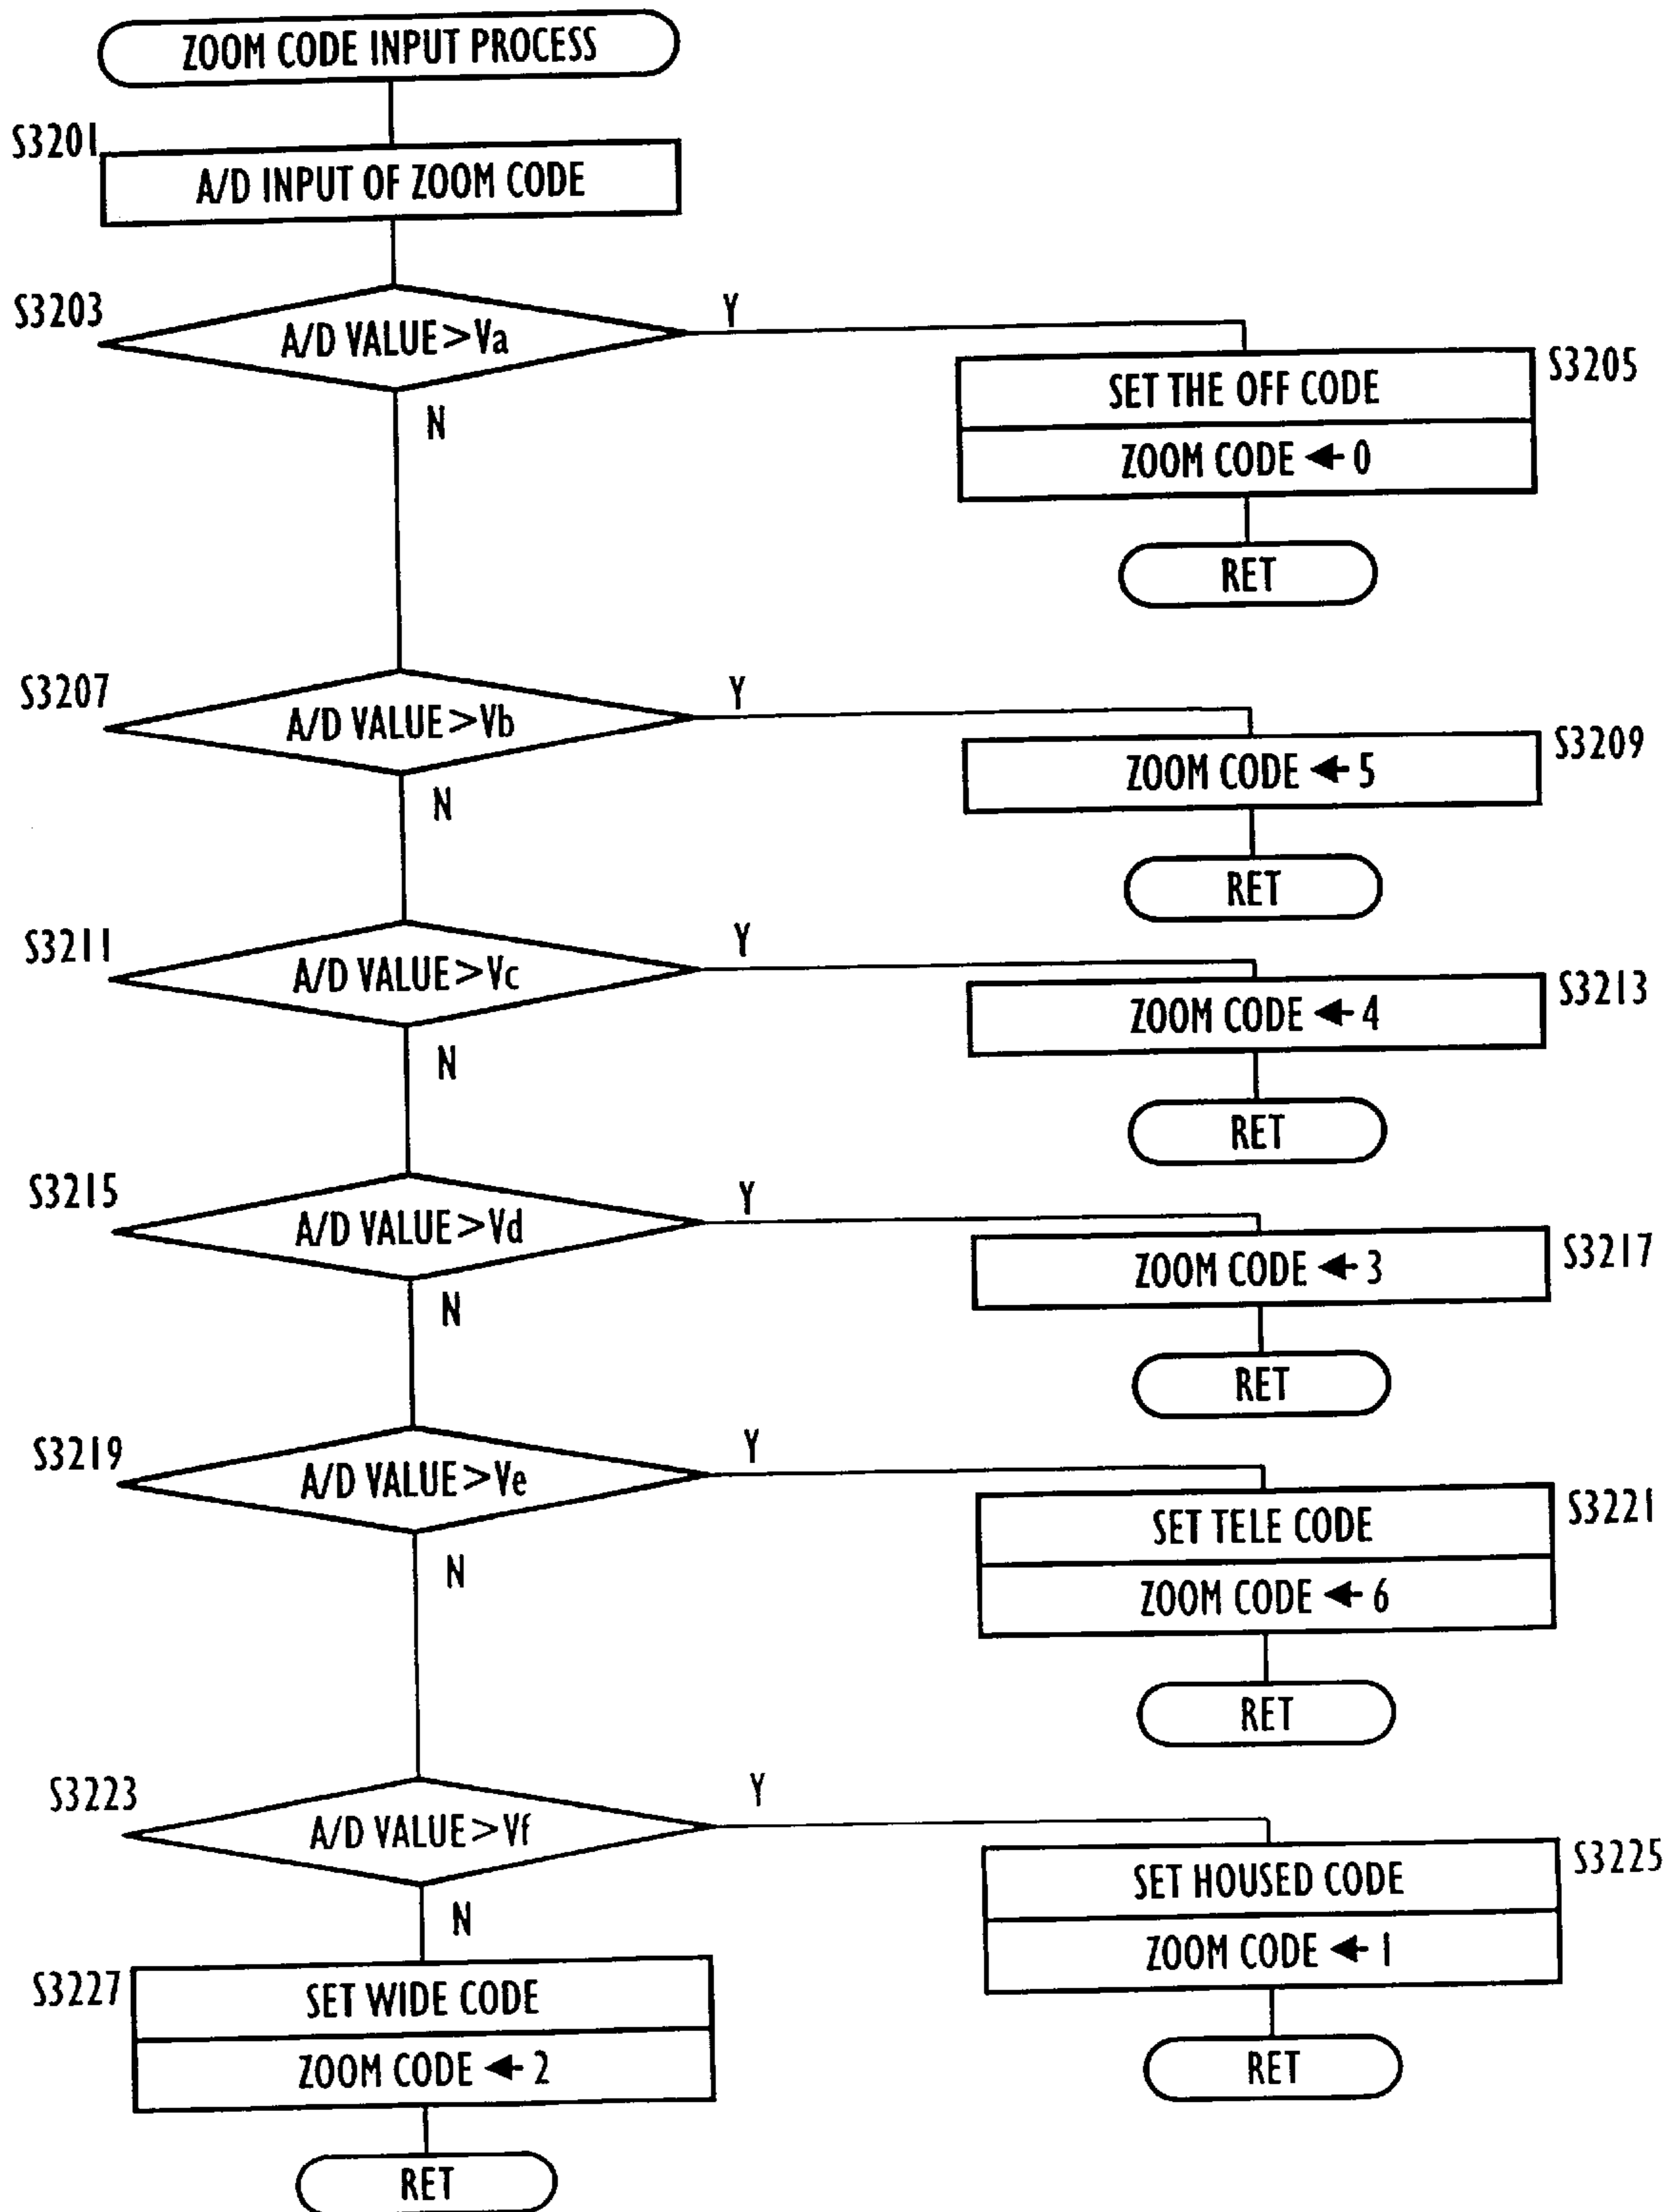 ZOOM CODE INPUT PROCESS
S3201
A/D INPUT OF ZOOM CODE
S3203
A/D VALUE>Va
Y
N
S3205
SET THE OFF CODE
ZOOM CODE ← 0
RET
S3207
A/D VALUE>Vb
Y
N
S3209
ZOOM CODE ← 5
RET
S3211
A/D VALUE>Vc
Y
N
S3213
ZOOM CODE ← 4
RET
S3215
A/D VALUE>Vd
Y
N
S3217
ZOOM CODE ← 3
RET
S3219
A/D VALUE>Ve
Y
N
S3221
SET TELE CODE
ZOOM CODE ← 6
RET
S3223
A/D VALUE>Vf
Y
N
S3225
SET HOUSED CODE
ZOOM CODE ← 1
RET
S3227
SET WIDE CODE
ZOOM CODE ← 2
RET